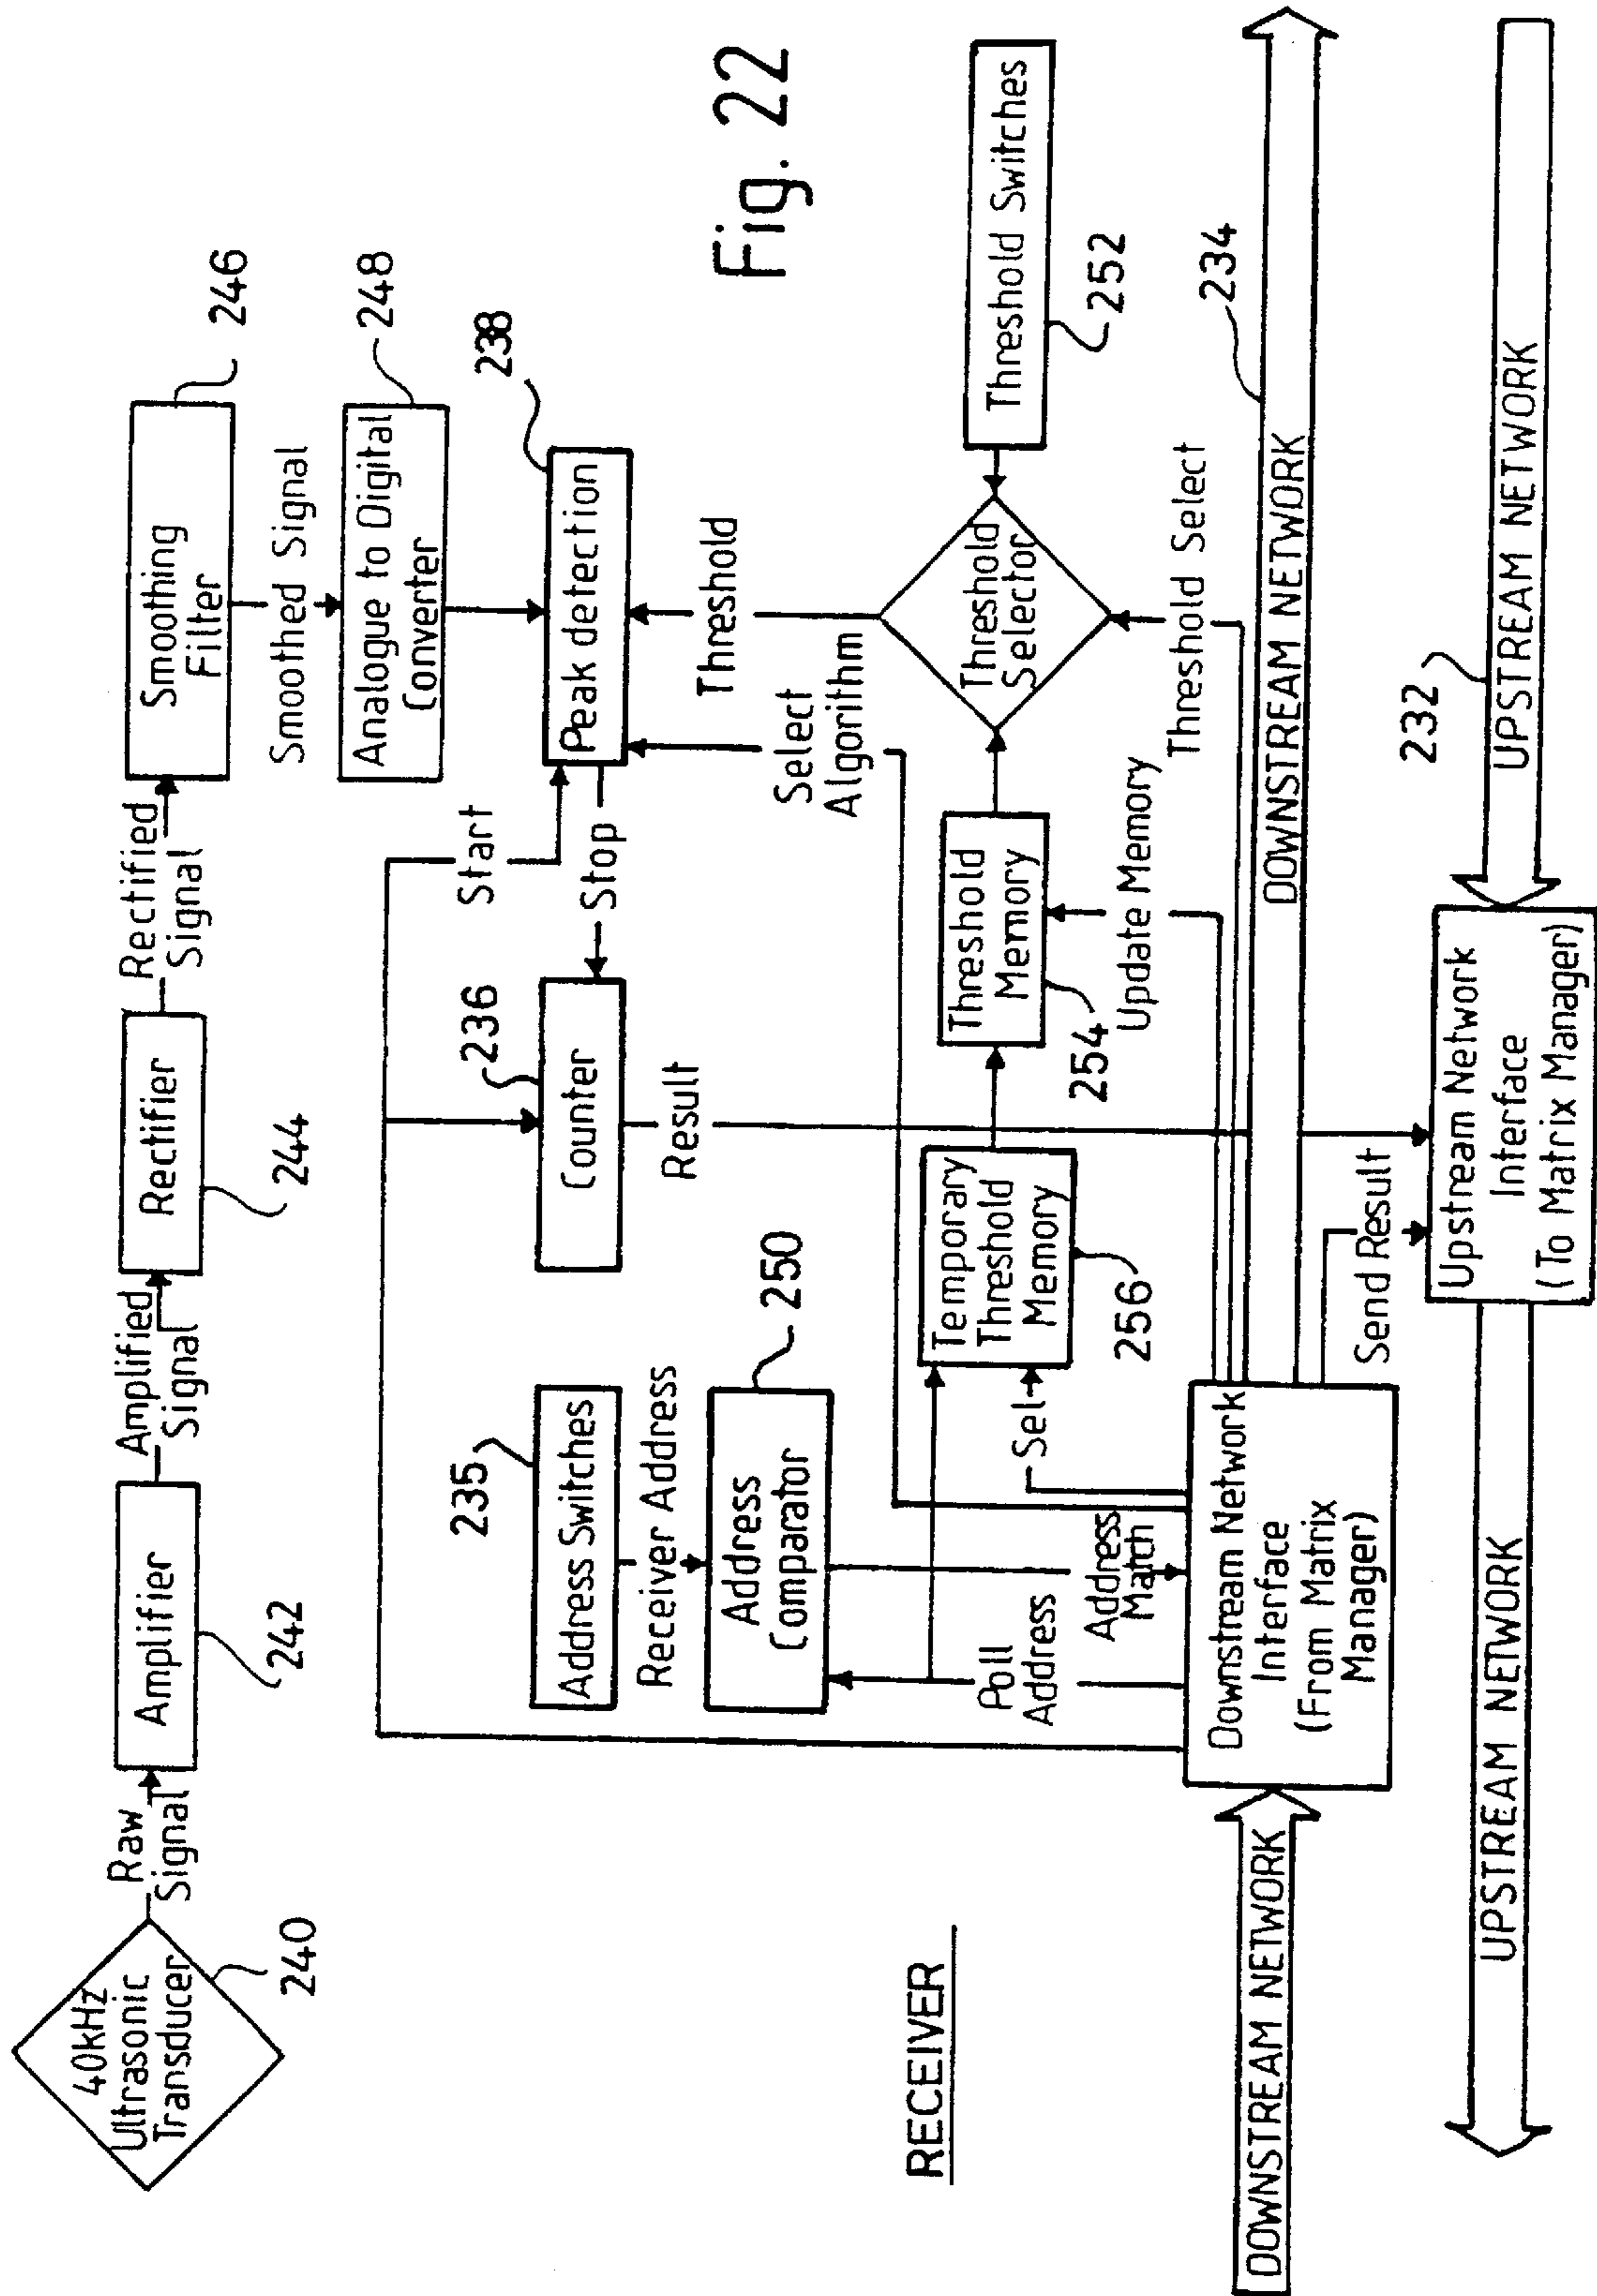 40kHz
Ultrasonic
Transducer
240
Raw
Signal
Amplifier
242
Amplified
Signal
Rectifier
244
Rectified
Signal
Smoothing
Filter
246
Smoothed Signal
Analogue to Digital
Converter
248
Start
Peak detection
238
Stop
Counter
236
Result
Address Switches
235
Receiver Address
Address
Comparator
250
Select
Algorithm
Threshold
Fig. 22
Temporary
Threshold
Memory
256
Threshold
Memory
254
Threshold
Selector
Threshold Switches
252
Poll
Address
Address
Match
Sel
Update Memory
Threshold Select
RECEIVER
DOWNSTREAM NETWORK
Downstream Network
Interface
(From Matrix
Manager)
DOWNSTREAM NETWORK
234
Send Result
UPSTREAM NETWORK
Upstream Network
Interface
(To Matrix Manager)
UPSTREAM NETWORK
232